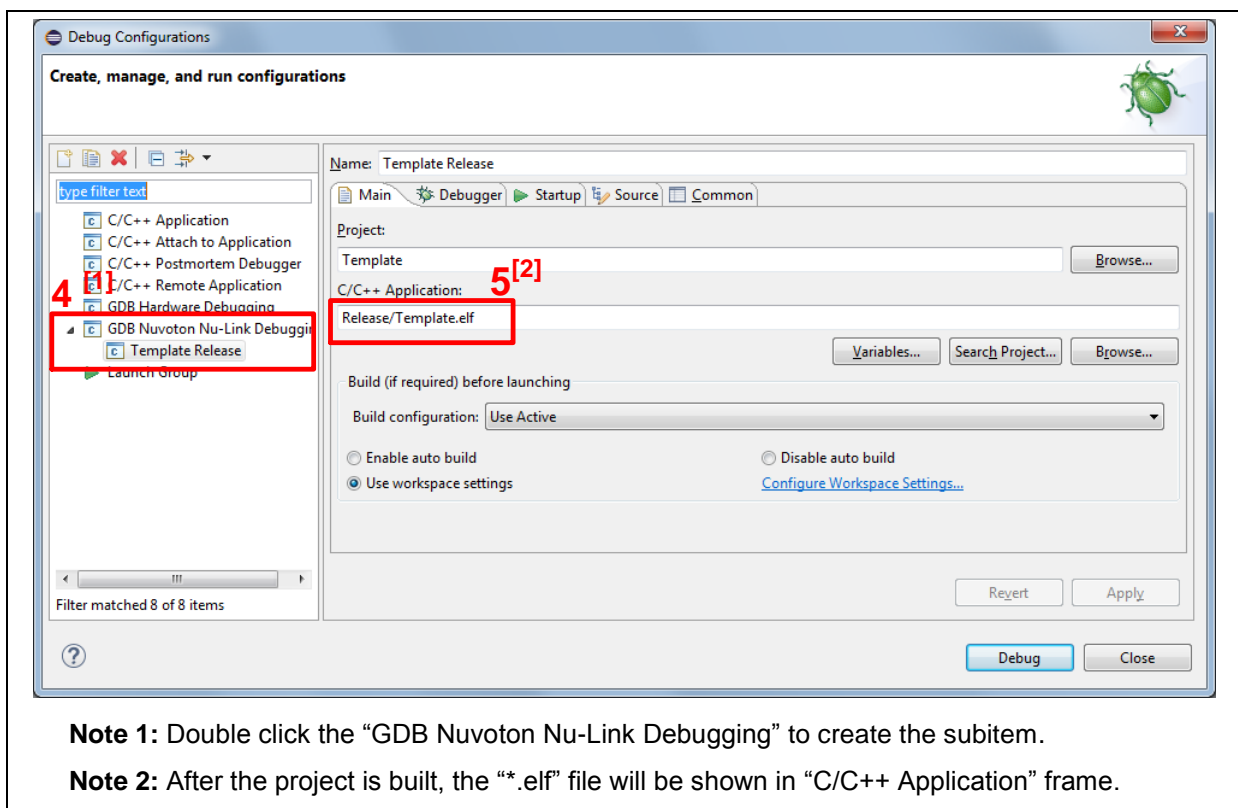 Debug Configurations
Create, manage, and run configurations
Name: Template Release
type filter text
Main Debugger Startup Source Common
C/C++ Application
C/C++ Attach to Application
C/C++ Postmortem Debugger
C/C++ Remote Application
GDB Hardware Debugging
GDB Nuvoton Nu-Link Debuggin
Template Release
Launch Group
4 [1]
Project:
Template
Browse...
5[2]
C/C++ Application:
Release/Template.elf
Variables... Search Project... Browse...
Build (if required) before launching
Build configuration: Use Active
Enable auto build Disable auto build
Use workspace settings Configure Workspace Settings...
Filter matched 8 of 8 items
Revert Apply
Debug Close
Note 1: Double click the “GDB Nuvoton Nu-Link Debugging” to create the subitem.
Note 2: After the project is built, the “*.elf” file will be shown in “C/C++ Application” frame.